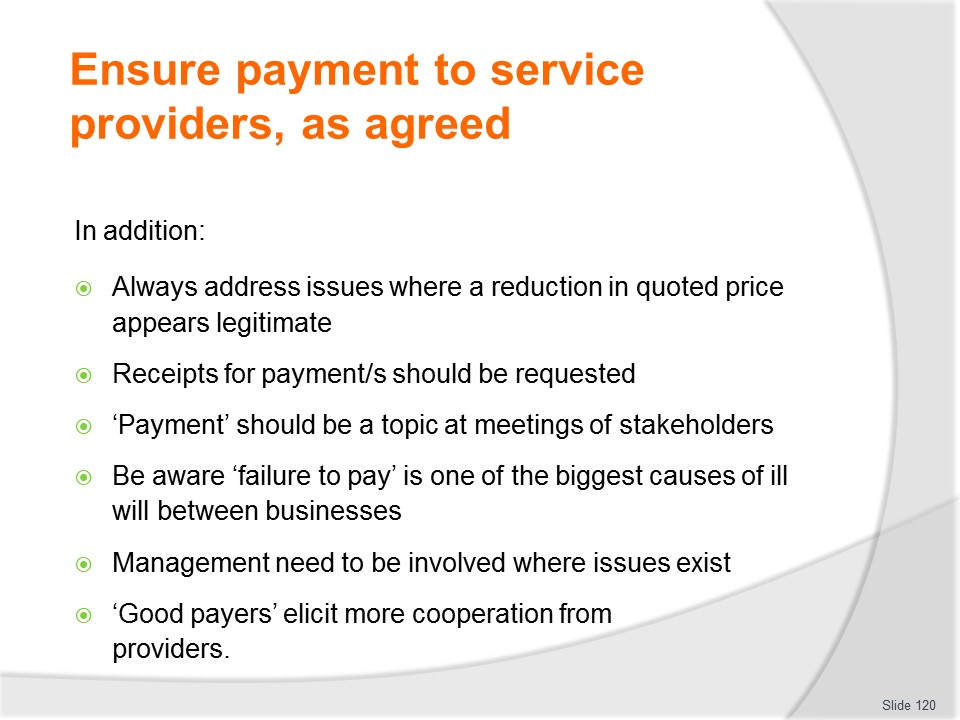 Ensure payment to service
providers, as agreed
In addition:
Always address issues where a reduction in quoted price
appears legitimate
Receipts for payment/s should be requested
‘Payment’ should be a topic at meetings of stakeholders
Be aware ‘failure to pay’ is one of the biggest causes of ill
will between businesses
Management need to be involved where issues exist
‘Good payers’ elicit more cooperation from
providers.
Slide 120